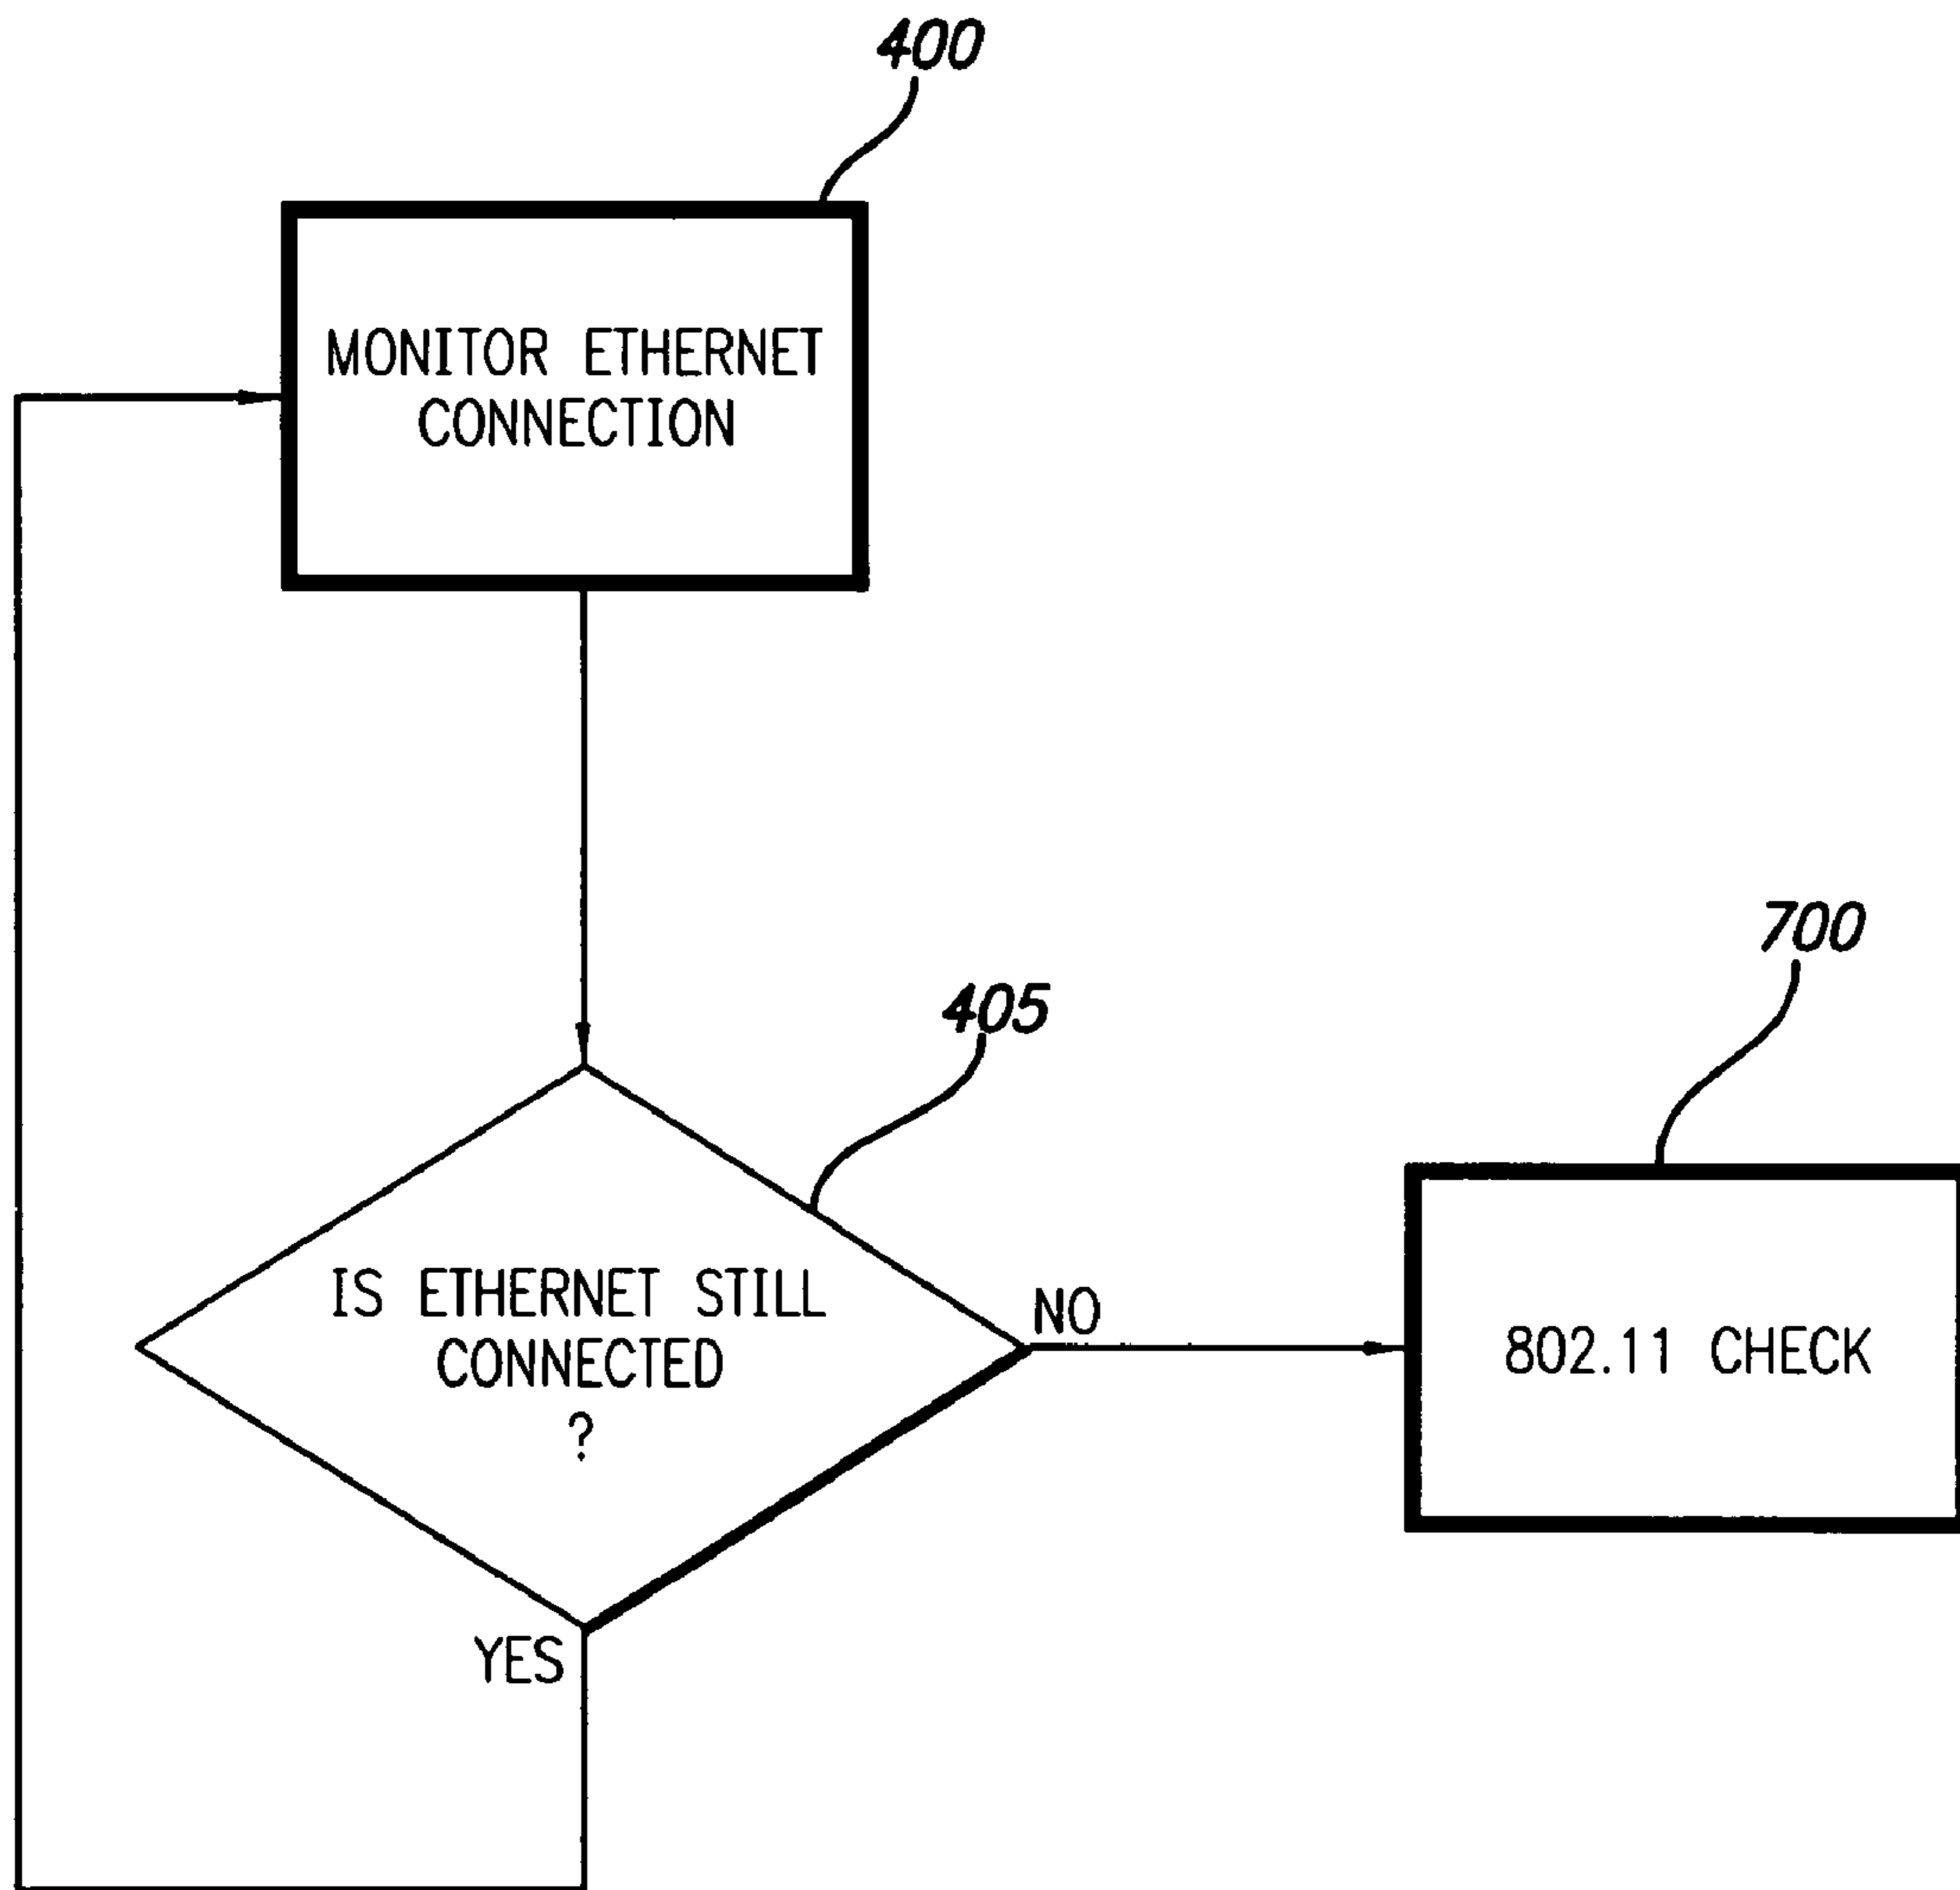 400
MONITOR ETHERNET
CONNECTION
405
700
IS ETHERNET STILL
CONNECTED
?
NO
802.11 CHECK
YES